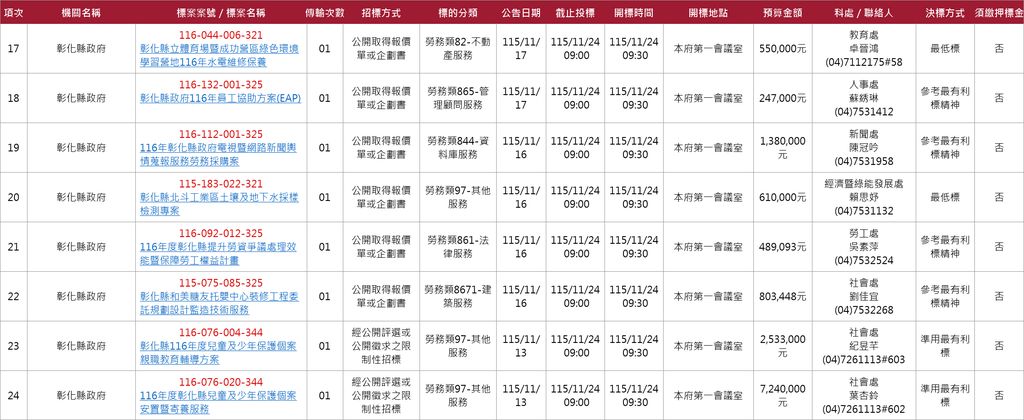 項次 機關名稱 標案案號 / 標案名稱 傳輸次數 招標方式 標的分類 公告日期 截止投標 開標時間 開標地點 預算金額 科處 / 聯絡人 決標方式 須繳押標金
17 彰化縣政府 116-044-006-321 彰化縣立體育場暨成功營區綠色環境學習營地116年水電維修保養 01 公開取得報價單或企劃書 勞務類82-不動產服務 115/11/17 115/11/24 09:00 115/11/24 09:30 本府第一會議室 550,000元 教育處 卓晉鴻 (04)7112175#58 最低標 否
18 彰化縣政府 116-132-001-325 彰化縣政府116年員工協助方案(EAP) 01 公開取得報價單或企劃書 勞務類865-管理顧問服務 115/11/17 115/11/24 09:00 115/11/24 09:30 本府第一會議室 247,000元 人事處 蘇綉琳 (04)7531412 參考最有利標精神 否
19 彰化縣政府 116-112-001-325 116年彰化縣政府電視暨網路新聞輿情蒐報服務勞務採購案 01 公開取得報價單或企劃書 勞務類844-資料庫服務 115/11/16 115/11/24 09:00 115/11/24 09:30 本府第一會議室 1,380,000元 新聞處 陳冠吟 (04)7531958 參考最有利標精神 否
20 彰化縣政府 115-183-022-321 彰化縣北斗工業區土壤及地下水採樣檢測專案 01 公開取得報價單或企劃書 勞務類97-其他服務 115/11/16 115/11/24 09:00 115/11/24 09:30 本府第一會議室 610,000元 經濟暨綠能發展處 賴思妤 (04)7531132 最低標 否
21 彰化縣政府 116-092-012-325 116年度彰化縣提升勞資爭議處理效能暨保障勞工權益計畫 01 公開取得報價單或企劃書 勞務類861-法律服務 115/11/16 115/11/24 09:00 115/11/24 09:30 本府第一會議室 489,093元 勞工處 吳素萍 (04)7532524 參考最有利標精神 否
22 彰化縣政府 115-075-085-325 彰化縣和美糖友托嬰中心裝修工程委託規劃設計監造技術服務 01 公開取得報價單或企劃書 勞務類8671-建築服務 115/11/16 115/11/24 09:00 115/11/24 09:30 本府第一會議室 803,448元 社會處 劉佳宜 (04)7532268 參考最有利標精神 否
23 彰化縣政府 116-076-004-344 彰化縣116年度兒童及少年保護個案親職教育輔導方案 01 經公開評選或公開徵求之限制性招標 勞務類97-其他服務 115/11/13 115/11/24 09:00 115/11/24 09:30 本府第一會議室 2,533,000元 社會處 紀昱芊 (04)7261113#603 準用最有利標 否
24 彰化縣政府 116-076-020-344 116年度彰化縣兒童及少年保護個案安置暨寄養服務 01 經公開評選或公開徵求之限制性招標 勞務類97-其他服務 115/11/13 115/11/24 09:00 115/11/24 09:30 本府第一會議室 7,240,000元 社會處 葉杏鈴 (04)7261113#602 準用最有利標 否